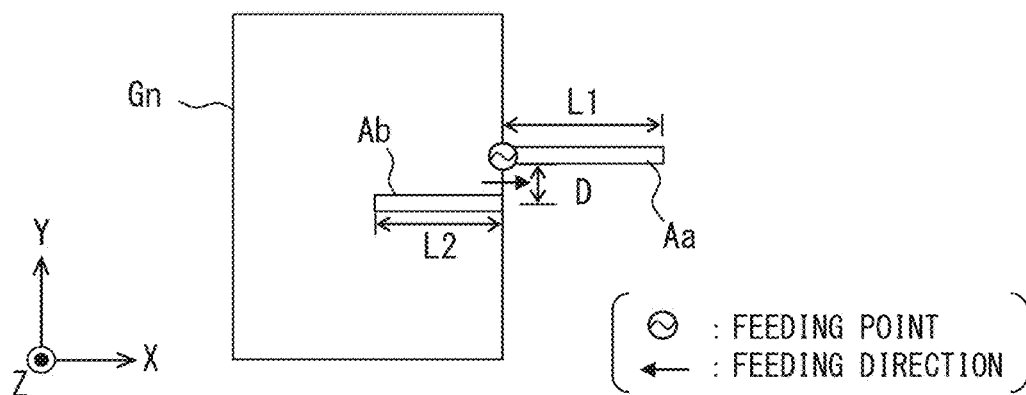 Gn
L1
Ab
D
Aa
L2
Y
X
Z
: FEEDING POINT
: FEEDING DIRECTION